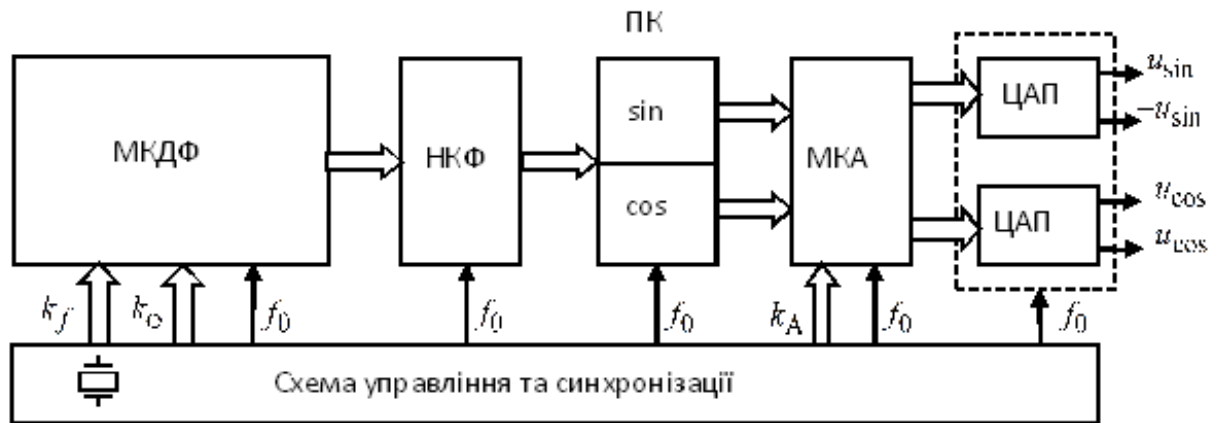 ПК
МКДФ
НКФ
sin
cos
МКА
ЦАП
ЦАП
u_sin
−u_sin
u_cos
u_cos
k_f
k_φ
f_0
f_0
f_0
k_A
f_0
f_0
Схема управління та синхронізації